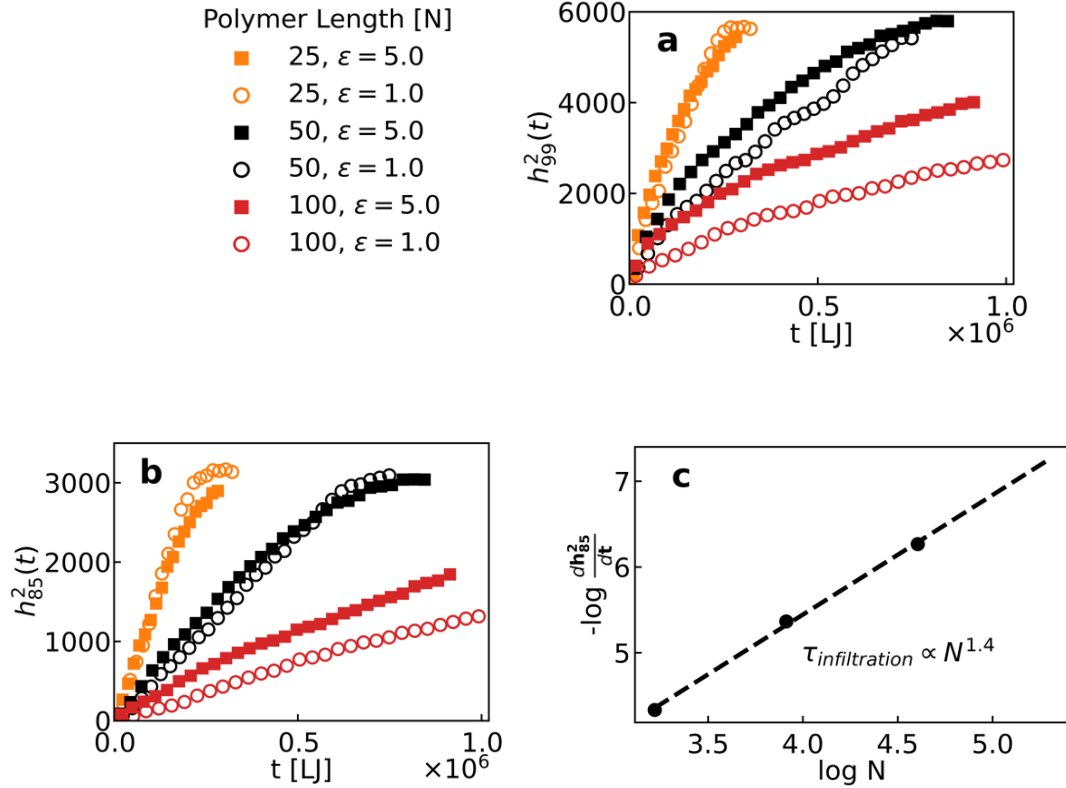 Polymer Length [N]
25, ε = 5.0
25, ε = 1.0
50, ε = 5.0
50, ε = 1.0
100, ε = 5.0
100, ε = 1.0
a
6000
4000
2000
0
h²₉₉(t)
0.0 0.5 1.0
t [LJ] ×10⁶
b
3000
2000
1000
0
h²₈₅(t)
0.0 0.5 1.0
t [LJ] ×10⁶
c
7
6
5
-log dh²₈₅/dt
τ_infiltration ∝ N^1.4
3.5 4.0 4.5 5.0
log N